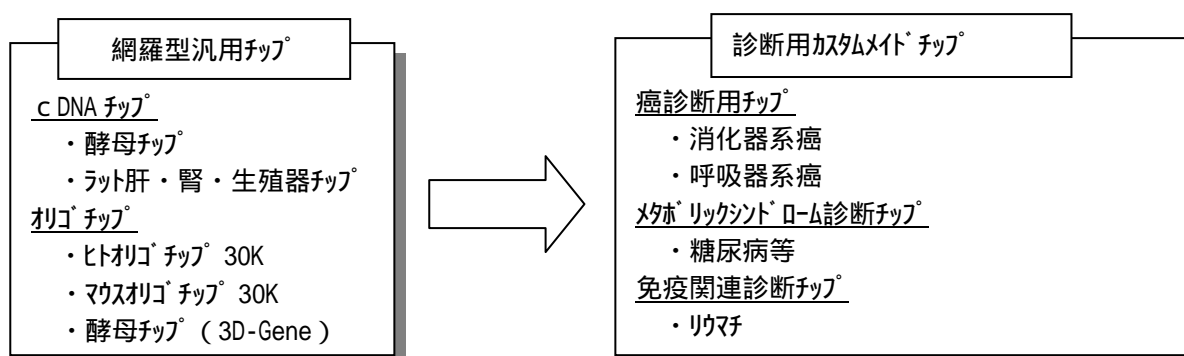 網羅型汎用ﾁｯﾌﾟ
ｃDNA ﾁｯﾌﾟ
・酵母ﾁｯﾌﾟ
・ﾗｯﾄ肝・腎・生殖器ﾁｯﾌﾟ
ｵﾘｺﾞﾁｯﾌﾟ
・ﾋﾄｵﾘｺﾞﾁｯﾌﾟ 30K
・ﾏｳｽｵﾘｺﾞﾁｯﾌﾟ 30K
・酵母ﾁｯﾌﾟ（3D-Gene）
診断用ｶｽﾀﾑﾒｲﾄﾞﾁｯﾌﾟ
癌診断用ﾁｯﾌﾟ
・消化器系癌
・呼吸器系癌
ﾒﾀﾎﾞﾘｯｸｼﾝﾄﾞﾛｰﾑ診断ﾁｯﾌﾟ
・糖尿病等
免疫関連診断ﾁｯﾌﾟ
・ﾘｳﾏﾁ